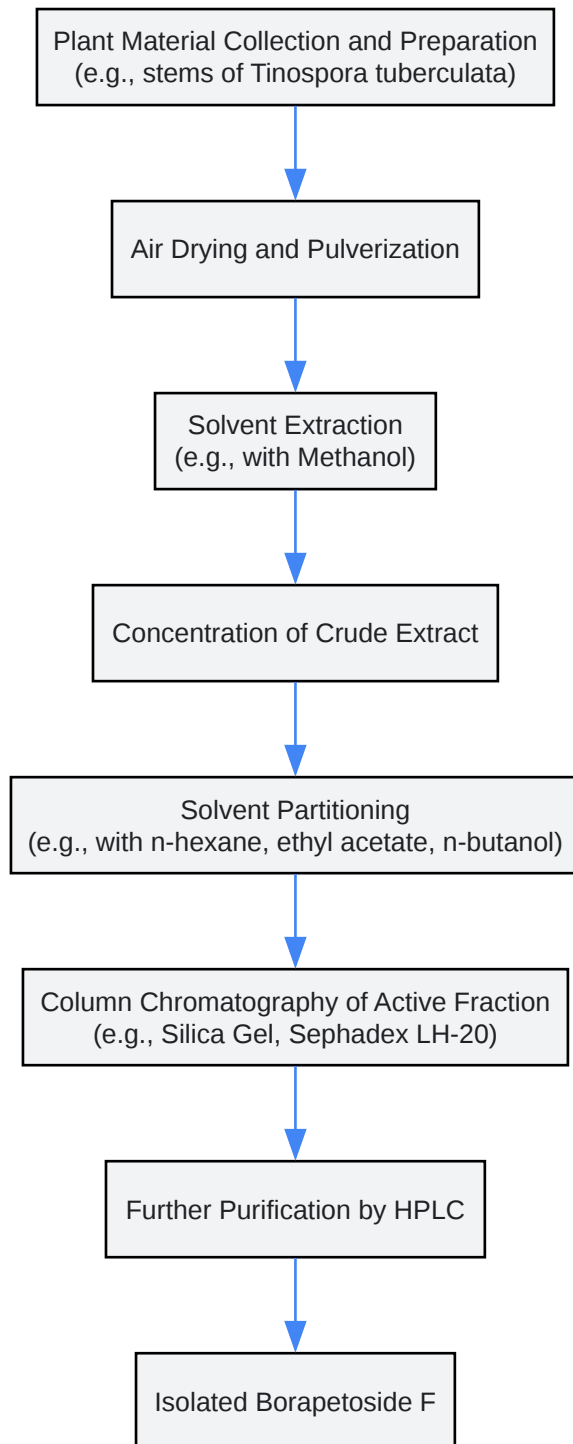 Plant Material Collection and Preparation
(e.g., stems of Tinospora tuberculata)
Air Drying and Pulverization
Solvent Extraction
(e.g., with Methanol)
Concentration of Crude Extract
Solvent Partitioning
(e.g., with n-hexane, ethyl acetate, n-butanol)
Column Chromatography of Active Fraction
(e.g., Silica Gel, Sephadex LH-20)
Further Purification by HPLC
Isolated Borapetoside F